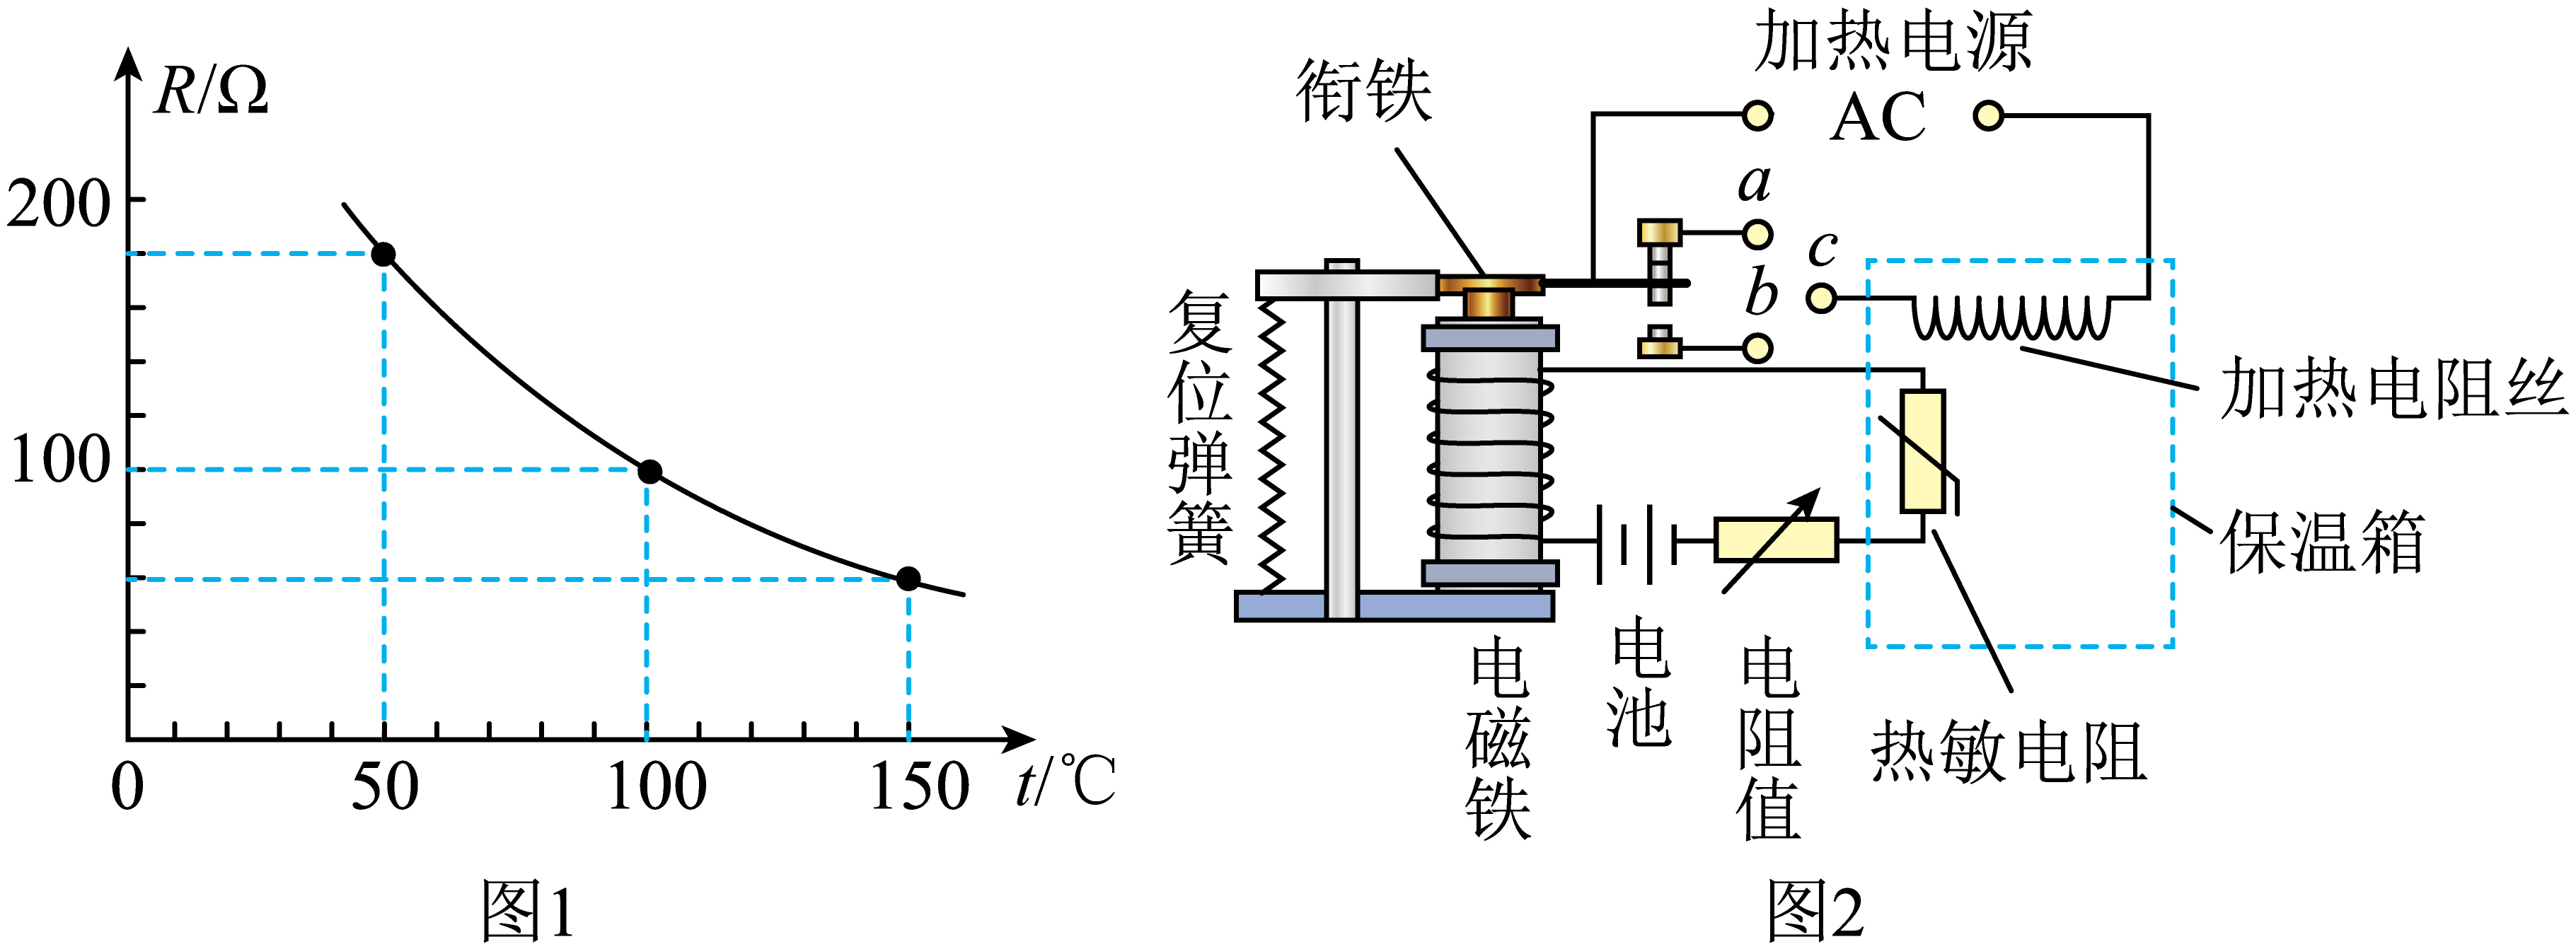 R/Ω
200
100
0
50
100
150
t/℃
图1
加热电源
AC
衔铁
a
b
c
复位弹簧
加热电阻丝
保温箱
电磁铁
电池
电阻值
热敏电阻
图2